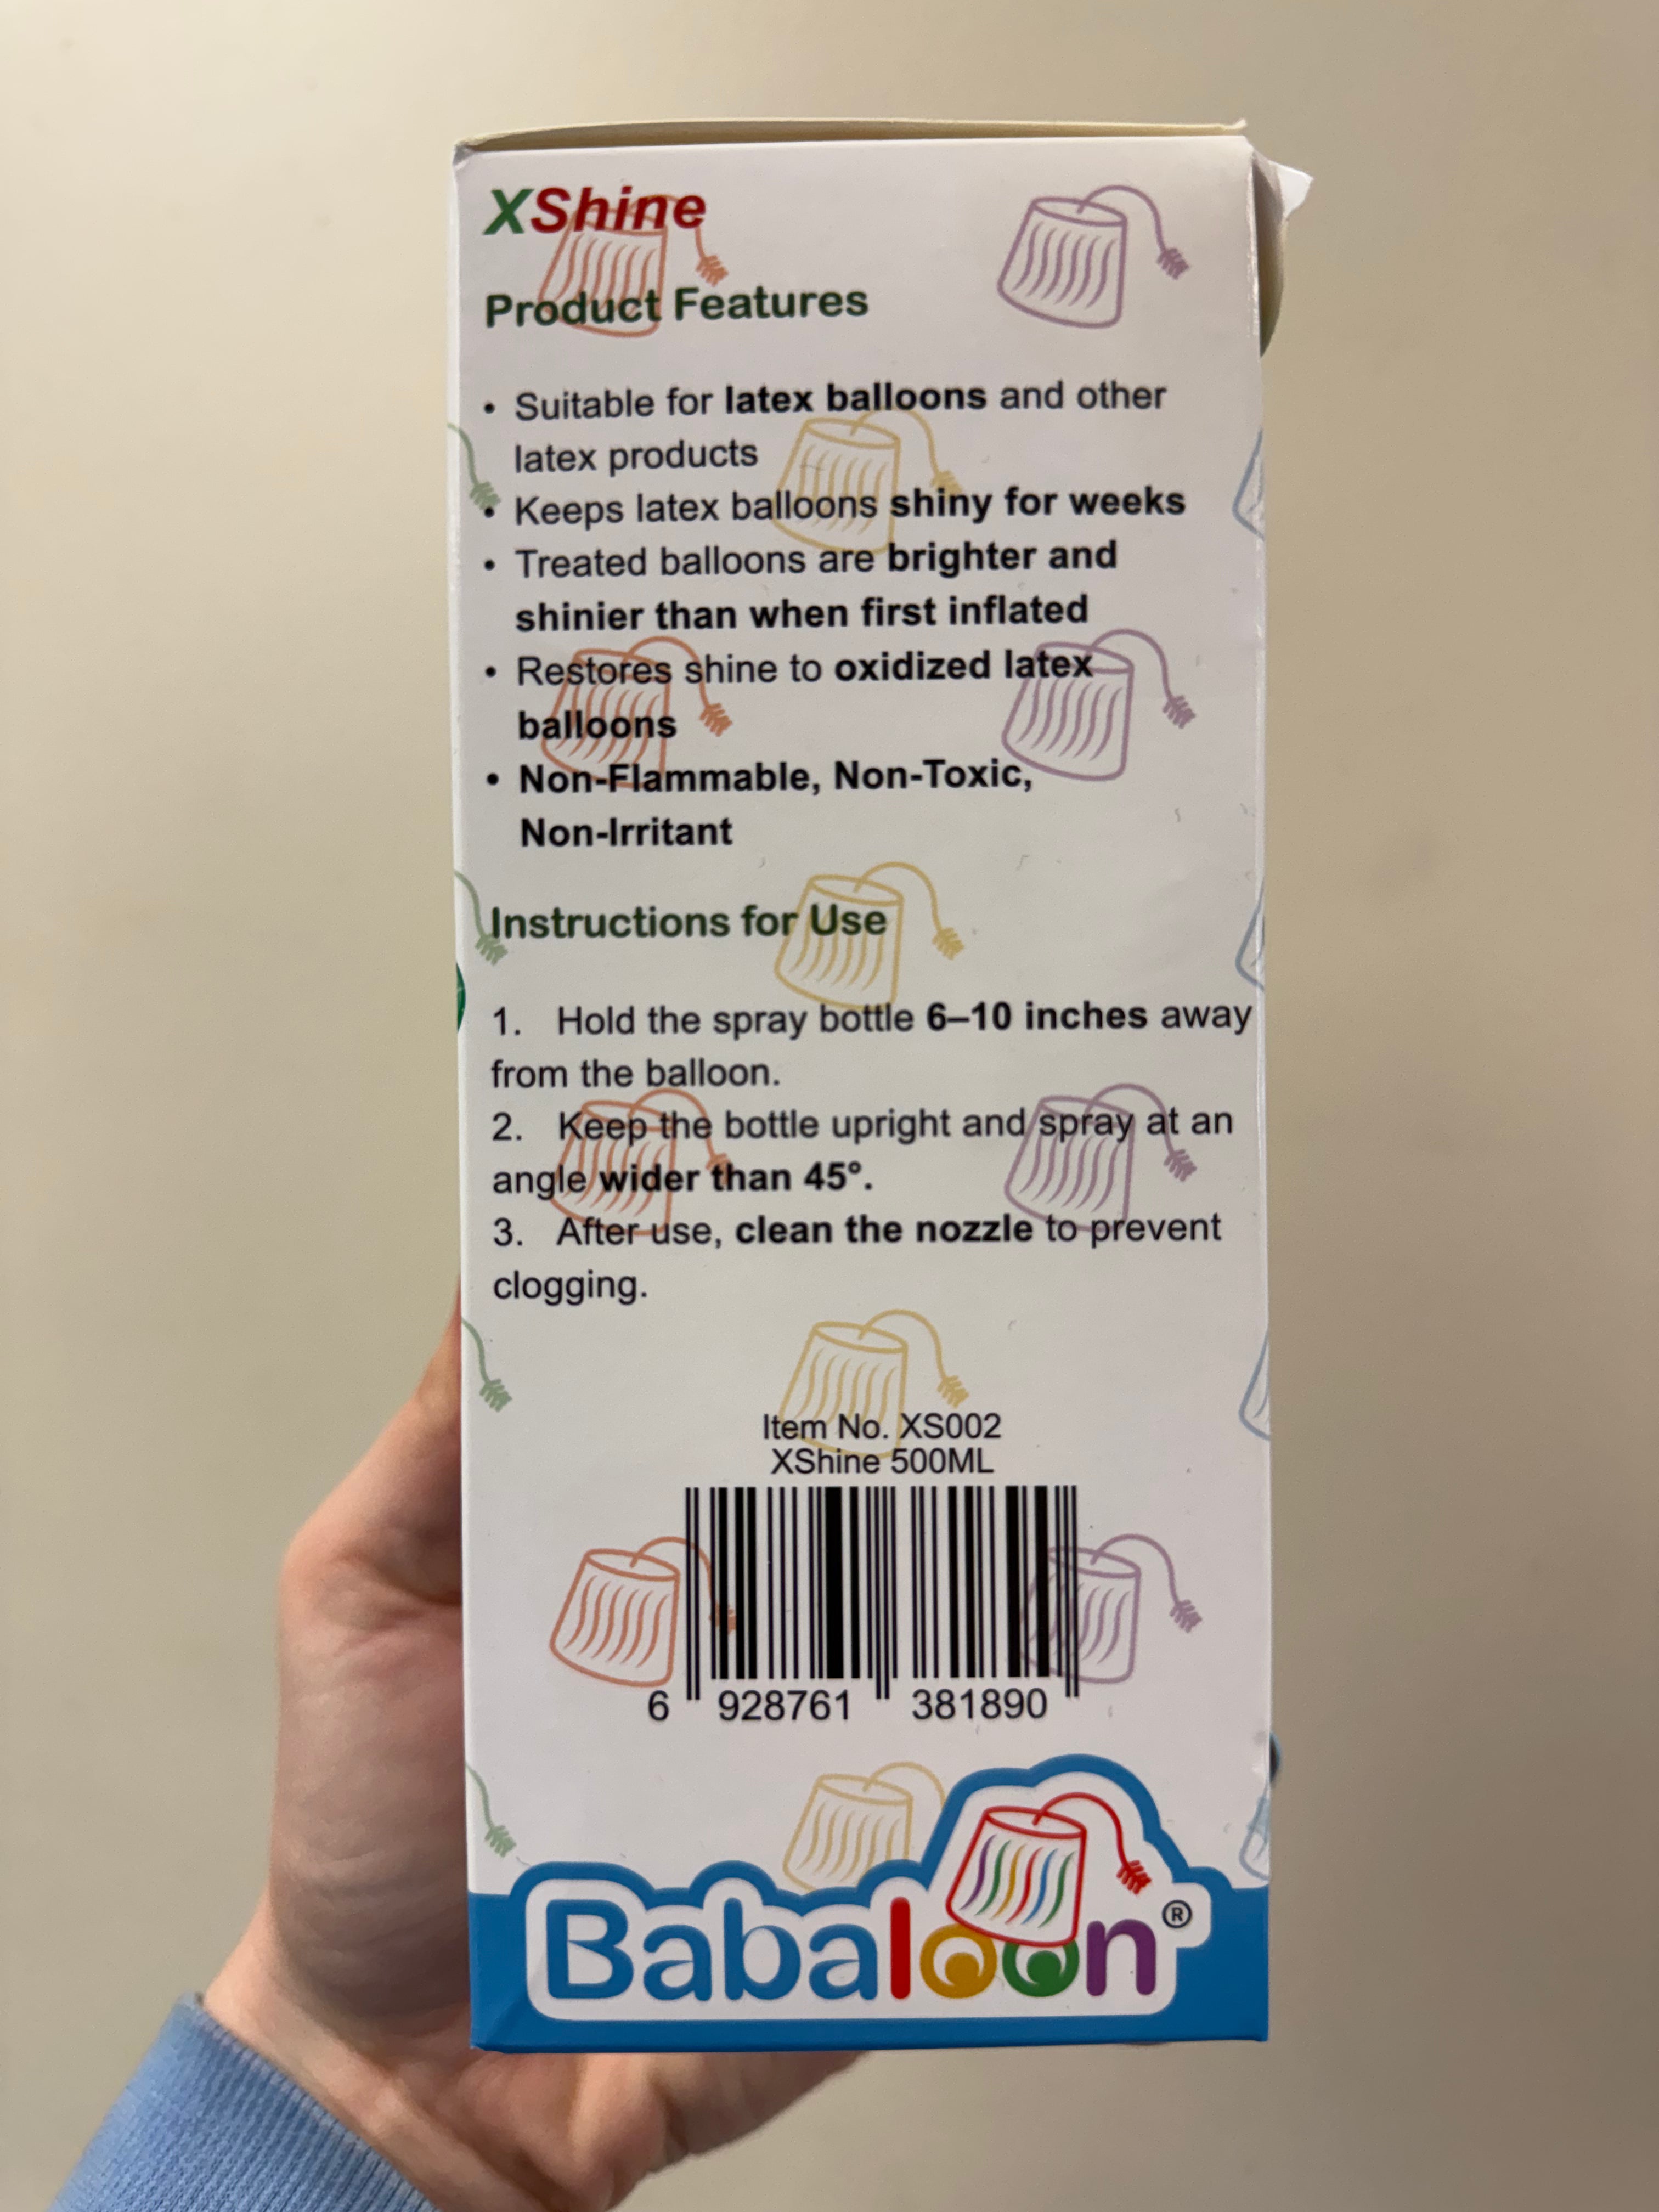 XShine
Product Features
• Suitable for latex balloons and other
latex products
• Keeps latex balloons shiny for weeks
• Treated balloons are brighter and
shinier than when first inflated
• Restores shine to oxidized latex
balloons
• Non-Flammable, Non-Toxic,
Non-Irritant
Instructions for Use
1. Hold the spray bottle 6–10 inches away
from the balloon.
2. Keep the bottle upright and spray at an
angle wider than 45°.
3. After use, clean the nozzle to prevent
clogging.
Item No. XS002
XShine 500ML
6 928761 381890
Babaloon®